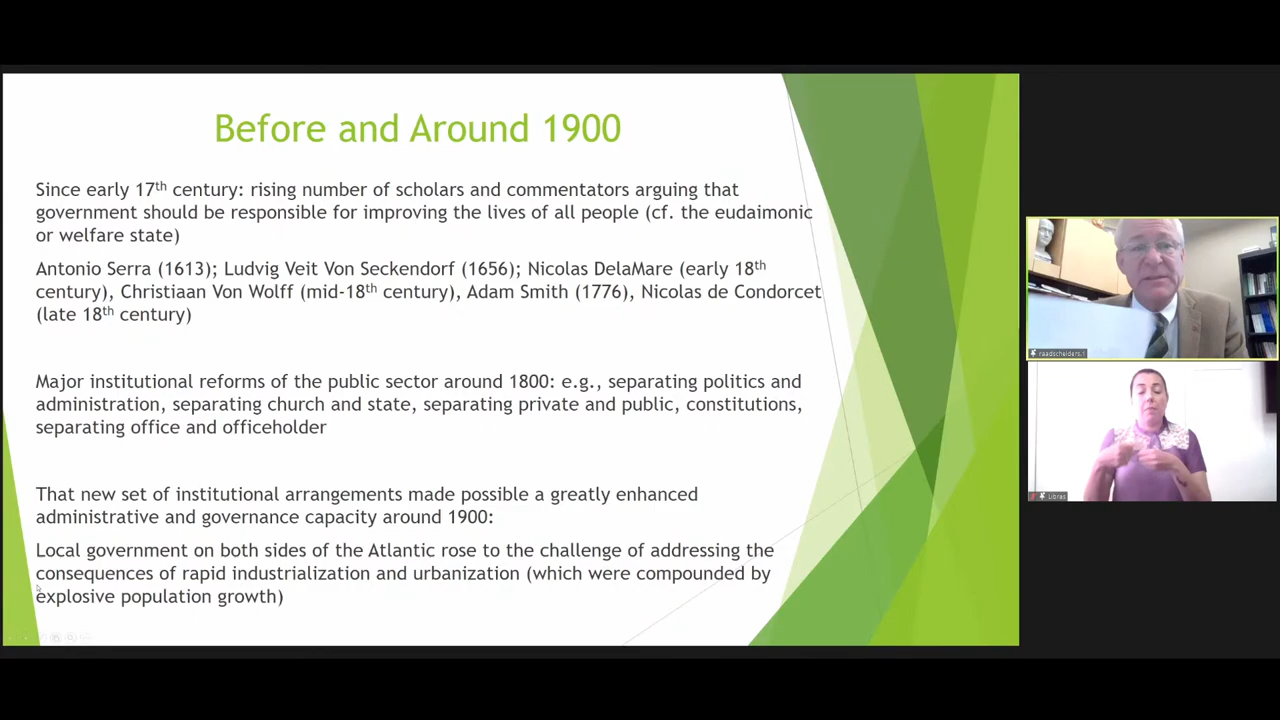 Before and Around 1900
Since early 17th century: rising number of scholars and commentators arguing that
government should be responsible for improving the lives of all people (cf. the eudaimonic
or welfare state)
Antonio Serra (1613); Ludvig Veit Von Seckendorf (1656); Nicolas DelaMare (early 18th
century), Christiaan Von Wolff (mid-18th century), Adam Smith (1776), Nicolas de Condorcet
(late 18th century)
Major institutional reforms of the public sector around 1800: e.g., separating politics and
administration, separating church and state, separating private and public, constitutions,
separating office and officeholder
That new set of institutional arrangements made possible a greatly enhanced
administrative and governance capacity around 1900:
Local government on both sides of the Atlantic rose to the challenge of addressing the
consequences of rapid industrialization and urbanization (which were compounded by
explosive population growth)
raadschelders.1
Libras